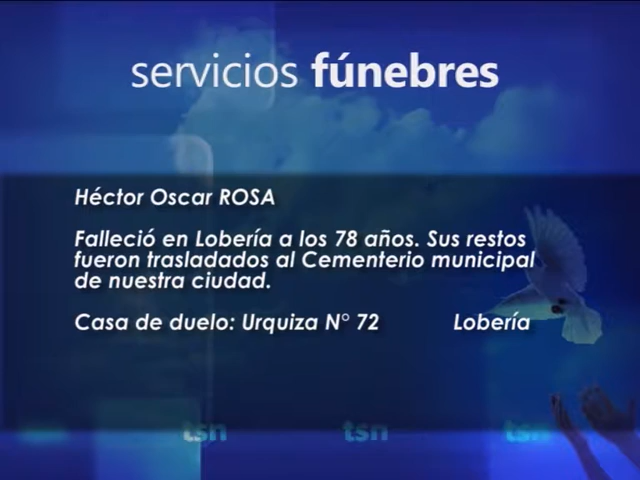 servicios fúnebres
Héctor Oscar ROSA
Falleció en Lobería a los 78 años. Sus restos
fueron trasladados al Cementerio municipal
de nuestra ciudad.
Casa de duelo: Urquiza N° 72 Lobería
tsn tsn tsn